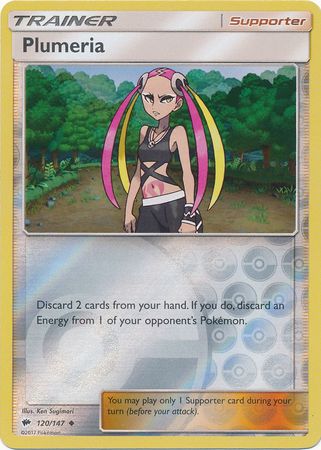 TRAINER Supporter
Plumeria
Discard 2 cards from your hand. If you do, discard an
Energy from 1 of your opponent's Pokémon.
Illus. Ken Sugimori
120/147
©2017 Pokémon
You may play only 1 Supporter card during your
turn (before your attack).